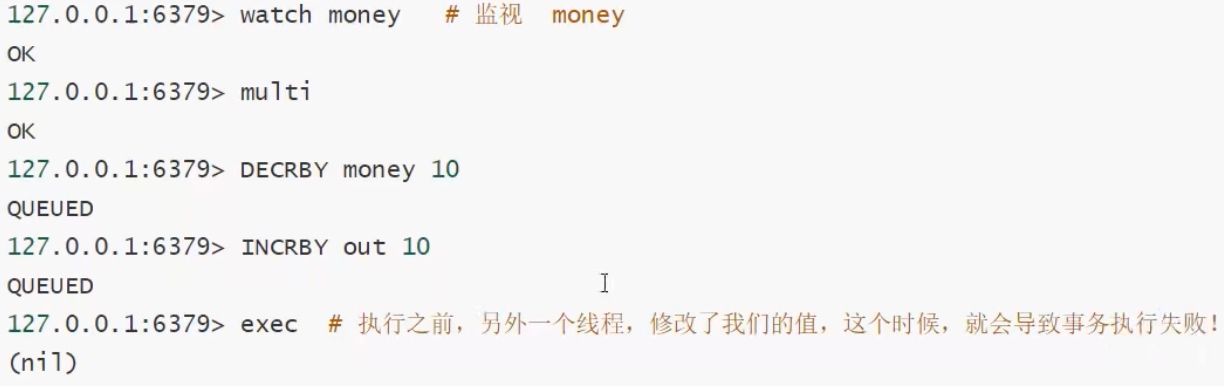 127.0.0.1:6379> watch money   # 监视  money
OK
127.0.0.1:6379> multi
OK
127.0.0.1:6379> DECRBY money 10
QUEUED
127.0.0.1:6379> INCRBY out 10
QUEUED
127.0.0.1:6379> exec  # 执行之前，另外一个线程，修改了我们的值，这个时候，就会导致事务执行失败！
(nil)